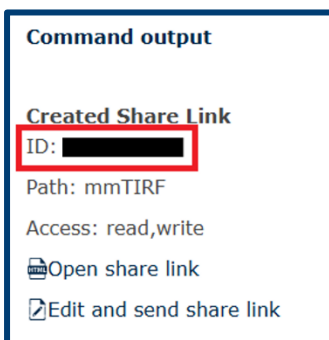 Command output
Created Share Link
ID:
Path: mmTIRF
Access: read,write
HTML Open share link
Edit and send share link